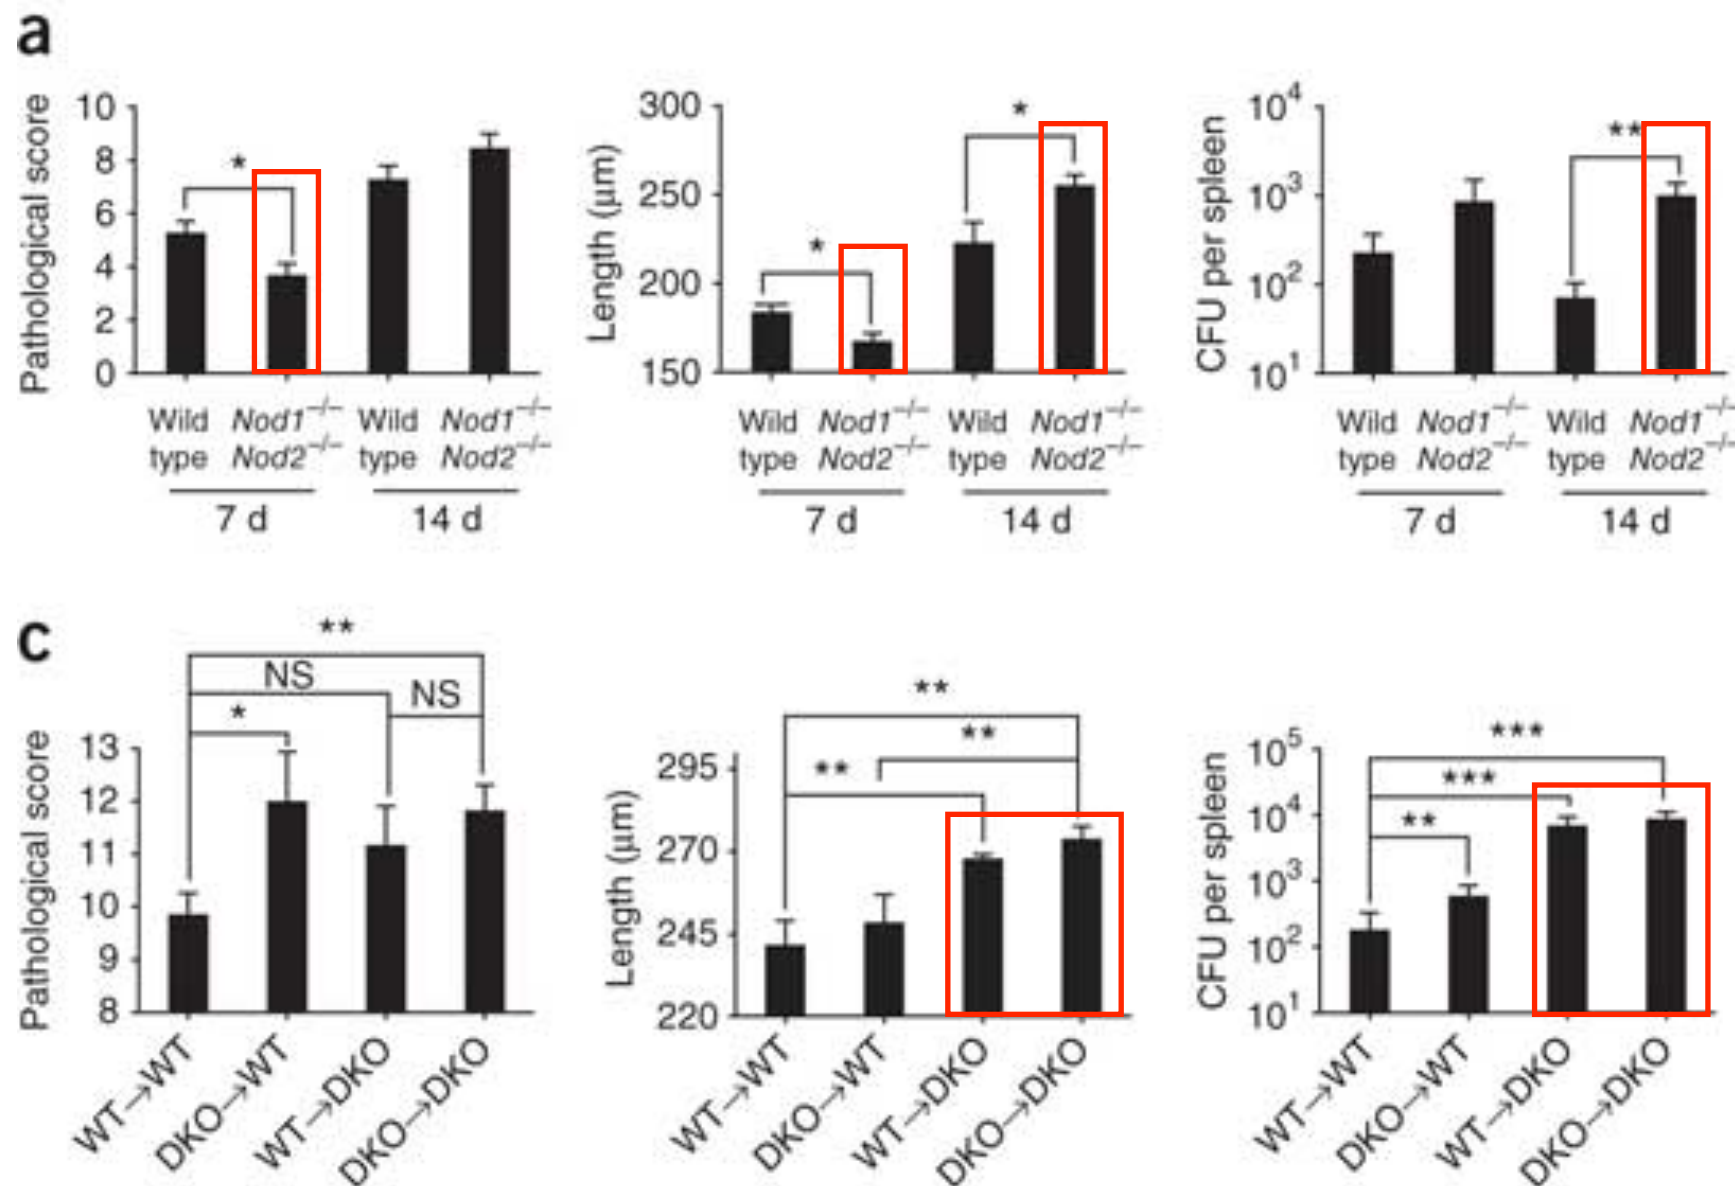 a
Pathological score
10
8
6
4
2
0
*
Wild type
Nod1−/− Nod2−/−
Wild type
Nod1−/− Nod2−/−
7 d
14 d
Length (μm)
300
250
200
150
*
*
Wild type
Nod1−/− Nod2−/−
Wild type
Nod1−/− Nod2−/−
7 d
14 d
CFU per spleen
10⁴
10³
10²
10¹
**
Wild type
Nod1−/− Nod2−/−
Wild type
Nod1−/− Nod2−/−
7 d
14 d
c
Pathological score
13
12
11
10
9
8
**
NS
NS
*
WT→WT
DKO→WT
WT→DKO
DKO→DKO
Length (μm)
295
270
245
220
**
**
**
WT→WT
DKO→WT
WT→DKO
DKO→DKO
CFU per spleen
10⁵
10⁴
10³
10²
10¹
***
***
**
WT→WT
DKO→WT
WT→DKO
DKO→DKO